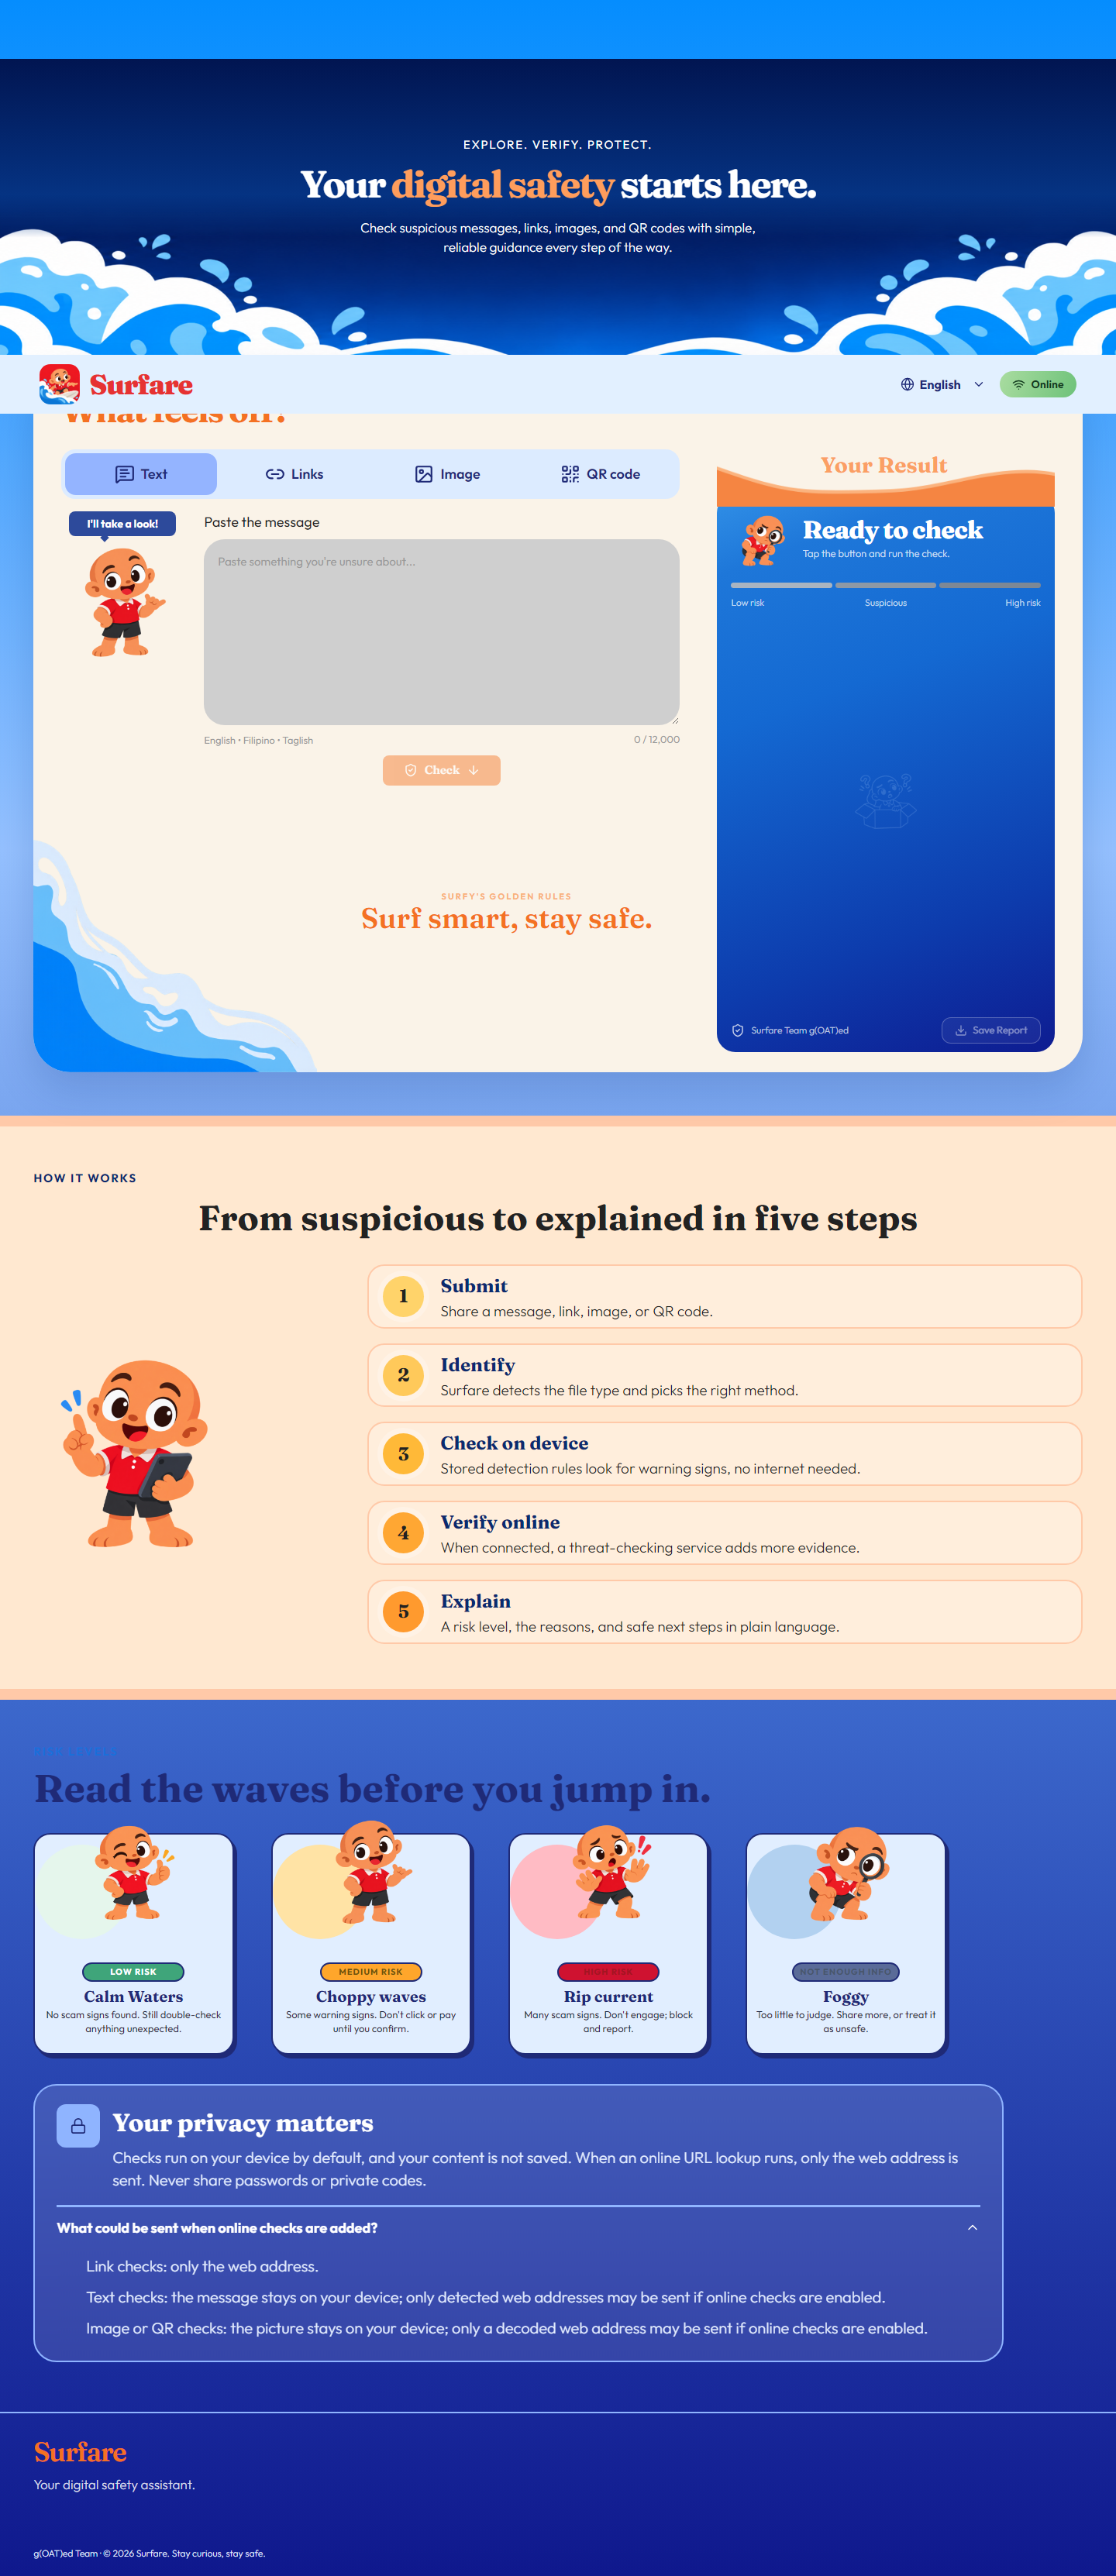 EXPLORE. VERIFY. PROTECT.
Your digital safety starts here.
Check suspicious messages, links, images, and QR codes with simple,
reliable guidance every step of the way.
Surfare
English
Online
What feels off?
Text
Links
Image
QR code
I'll take a look!
Paste the message
Paste something you're unsure about...
English • Filipino • Taglish
0 / 12,000
Check
SURFY'S GOLDEN RULES
Surf smart, stay safe.
Your Result
Ready to check
Tap the button and run the check.
Low risk
Suspicious
High risk
Surfare Team g(OAT)ed
Save Report
HOW IT WORKS
From suspicious to explained in five steps
1
Submit
Share a message, link, image, or QR code.
2
Identify
Surfare detects the file type and picks the right method.
3
Check on device
Stored detection rules look for warning signs, no internet needed.
4
Verify online
When connected, a threat-checking service adds more evidence.
5
Explain
A risk level, the reasons, and safe next steps in plain language.
Read the waves before you jump in.
LOW RISK
Calm Waters
No scam signs found. Still double-check
anything unexpected.
MEDIUM RISK
Choppy waves
Some warning signs. Don't click or pay
until you confirm.
HIGH RISK
Rip current
Many scam signs. Don't engage; block
and report.
NOT ENOUGH INFO
Foggy
Too little to judge. Share more, or treat it
as unsafe.
Your privacy matters
Checks run on your device by default, and your content is not saved. When an online URL lookup runs, only the web address is
sent. Never share passwords or private codes.
What could be sent when online checks are added?
Link checks: only the web address.
Text checks: the message stays on your device; only detected web addresses may be sent if online checks are enabled.
Image or QR checks: the picture stays on your device; only a decoded web address may be sent if online checks are enabled.
Surfare
Your digital safety assistant.
g(OAT)ed Team · © 2026 Surfare. Stay curious, stay safe.